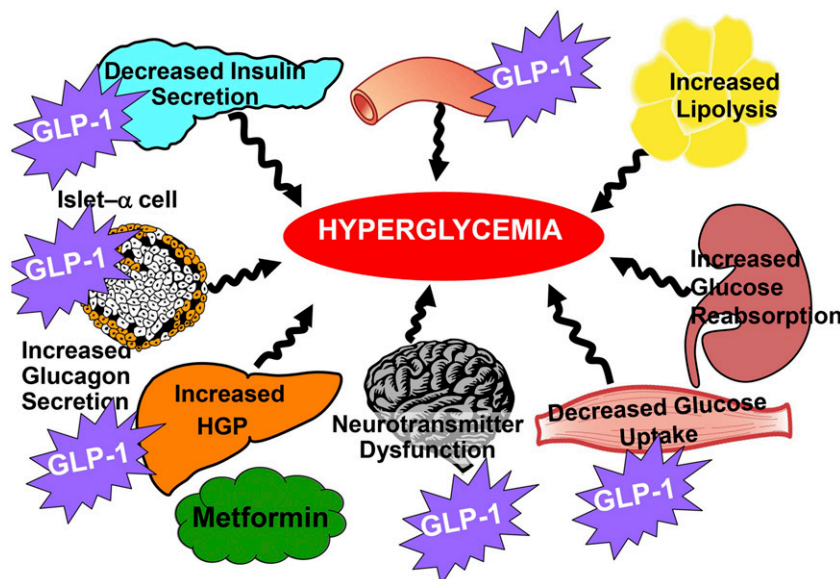 Decreased Insulin
Secretion
GLP-1
GLP-1
Increased
Lipolysis
Islet–α cell
GLP-1
HYPERGLYCEMIA
Increased
Glucose
Reabsorption
Increased
Glucagon
Secretion
Increased
HGP
GLP-1
Neurotransmitter
Dysfunction
Decreased Glucose
Uptake
Metformin
GLP-1
GLP-1